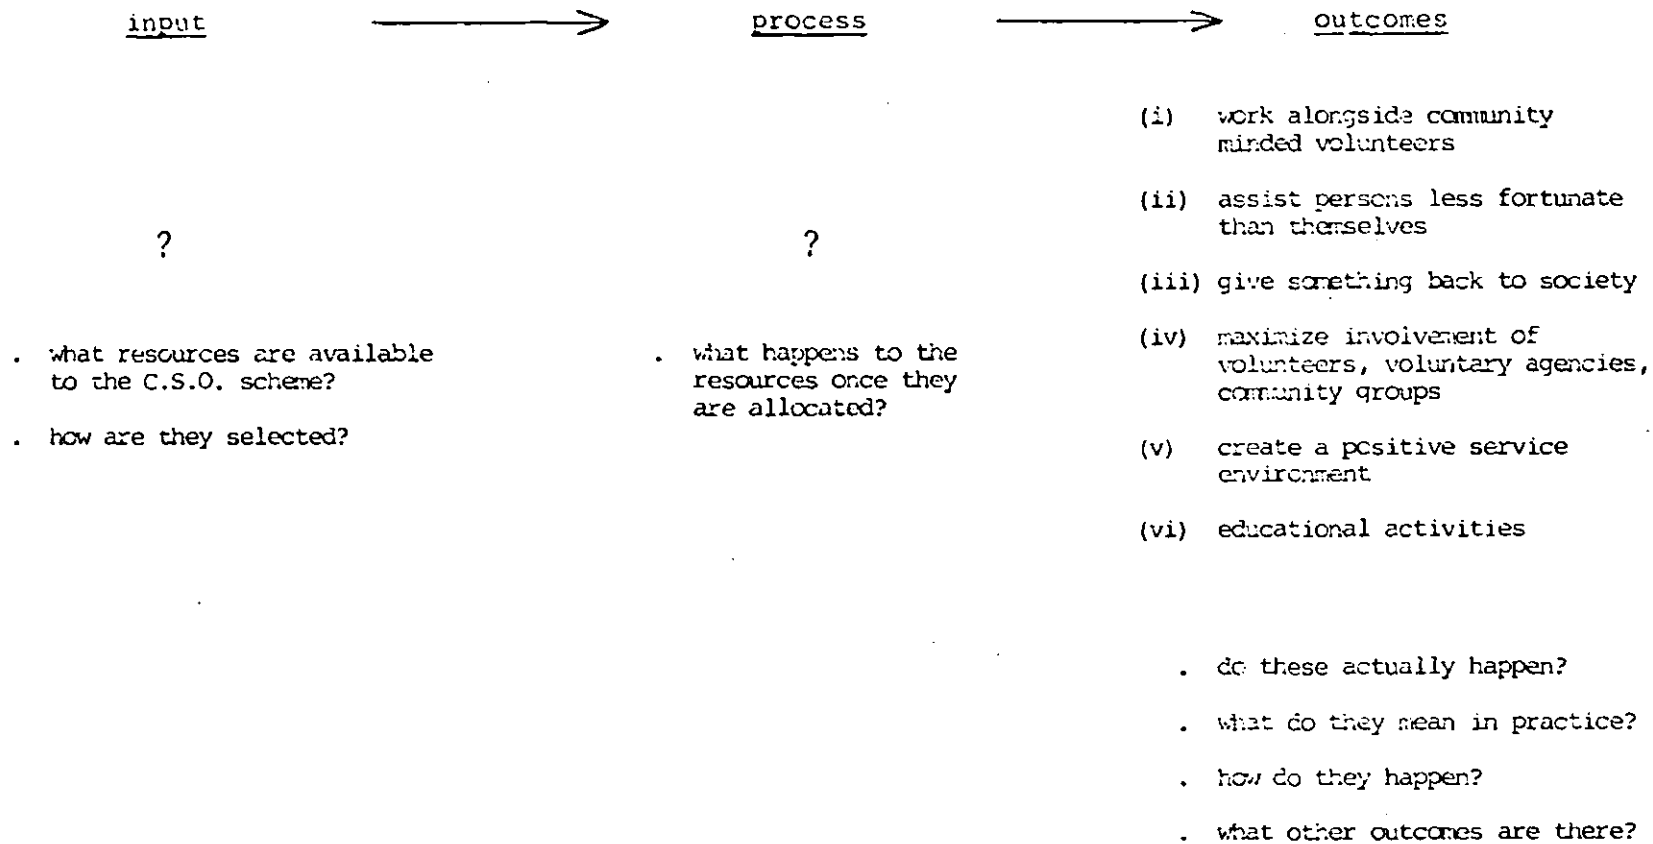 input
process
outcomes
?
. what resources are available
to the C.S.O. scheme?
. how are they selected?
?
. what happens to the
resources once they
are allocated?
(i) work alongside community
minded volunteers
(ii) assist persons less fortunate
than themselves
(iii) give something back to society
(iv) maximize involvement of
volunteers, voluntary agencies,
community groups
(v) create a positive service
environment
(vi) educational activities
. do these actually happen?
. what do they mean in practice?
. how do they happen?
. what other outcomes are there?